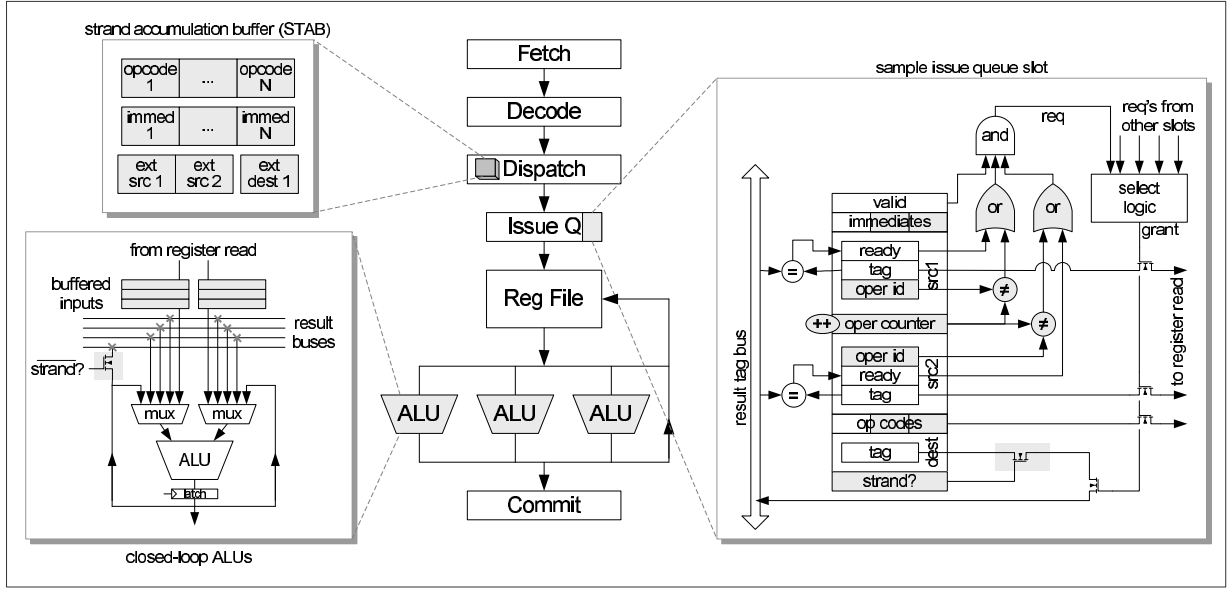 strand accumulation buffer (STAB)
opcode
1
...
opcode
N
immed
1
...
immed
N
ext
src 1
ext
src 2
ext
dest 1
from register read
buffered
inputs
result
buses
strand?
mux
mux
ALU
latch
closed-loop ALUs
Fetch
Decode
Dispatch
Issue Q
Reg File
ALU
ALU
ALU
Commit
sample issue queue slot
req
req's from
other slots
and
select
logic
grant
or
or
valid
immediates
ready
tag
oper id
src1
=
≠
++
oper counter
≠
oper id
ready
tag
src2
=
op codes
tag
dest
strand?
result tag bus
to register read